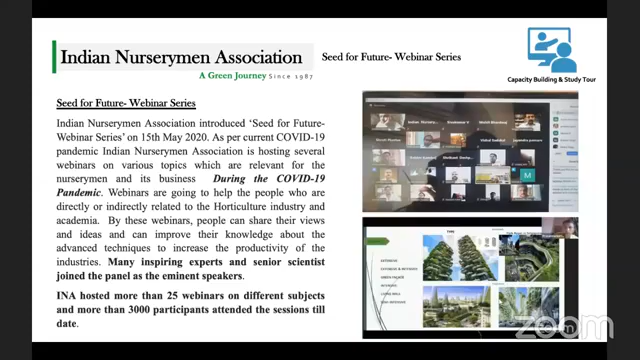 Indian Nurserymen Association
Seed for Future- Webinar Series
A Green Journey Since 1987
Capacity Building & Study Tour
Seed for Future-Webinar Series
Indian Nurserymen Association introduced 'Seed for Future-
Webinar Series' on 15th May 2020. As per current COVID-19
pandemic Indian Nurserymen Association is hosting several
webinars on various topics which are relevant for the
nurserymen and its business During the COVID-19
Pandemic. Webinars are going to help the people who are
directly or indirectly related to the Horticulture industry and
academia. By these webinars, people can share their views
and ideas and can improve their knowledge about the
advanced techniques to increase the productivity of the
industries. Many inspiring experts and senior scientist
joined the panel as the eminent speakers.
INA hosted more than 25 webinars on different subjects
and more than 3000 participants attended the sessions till
date.
M
zoom